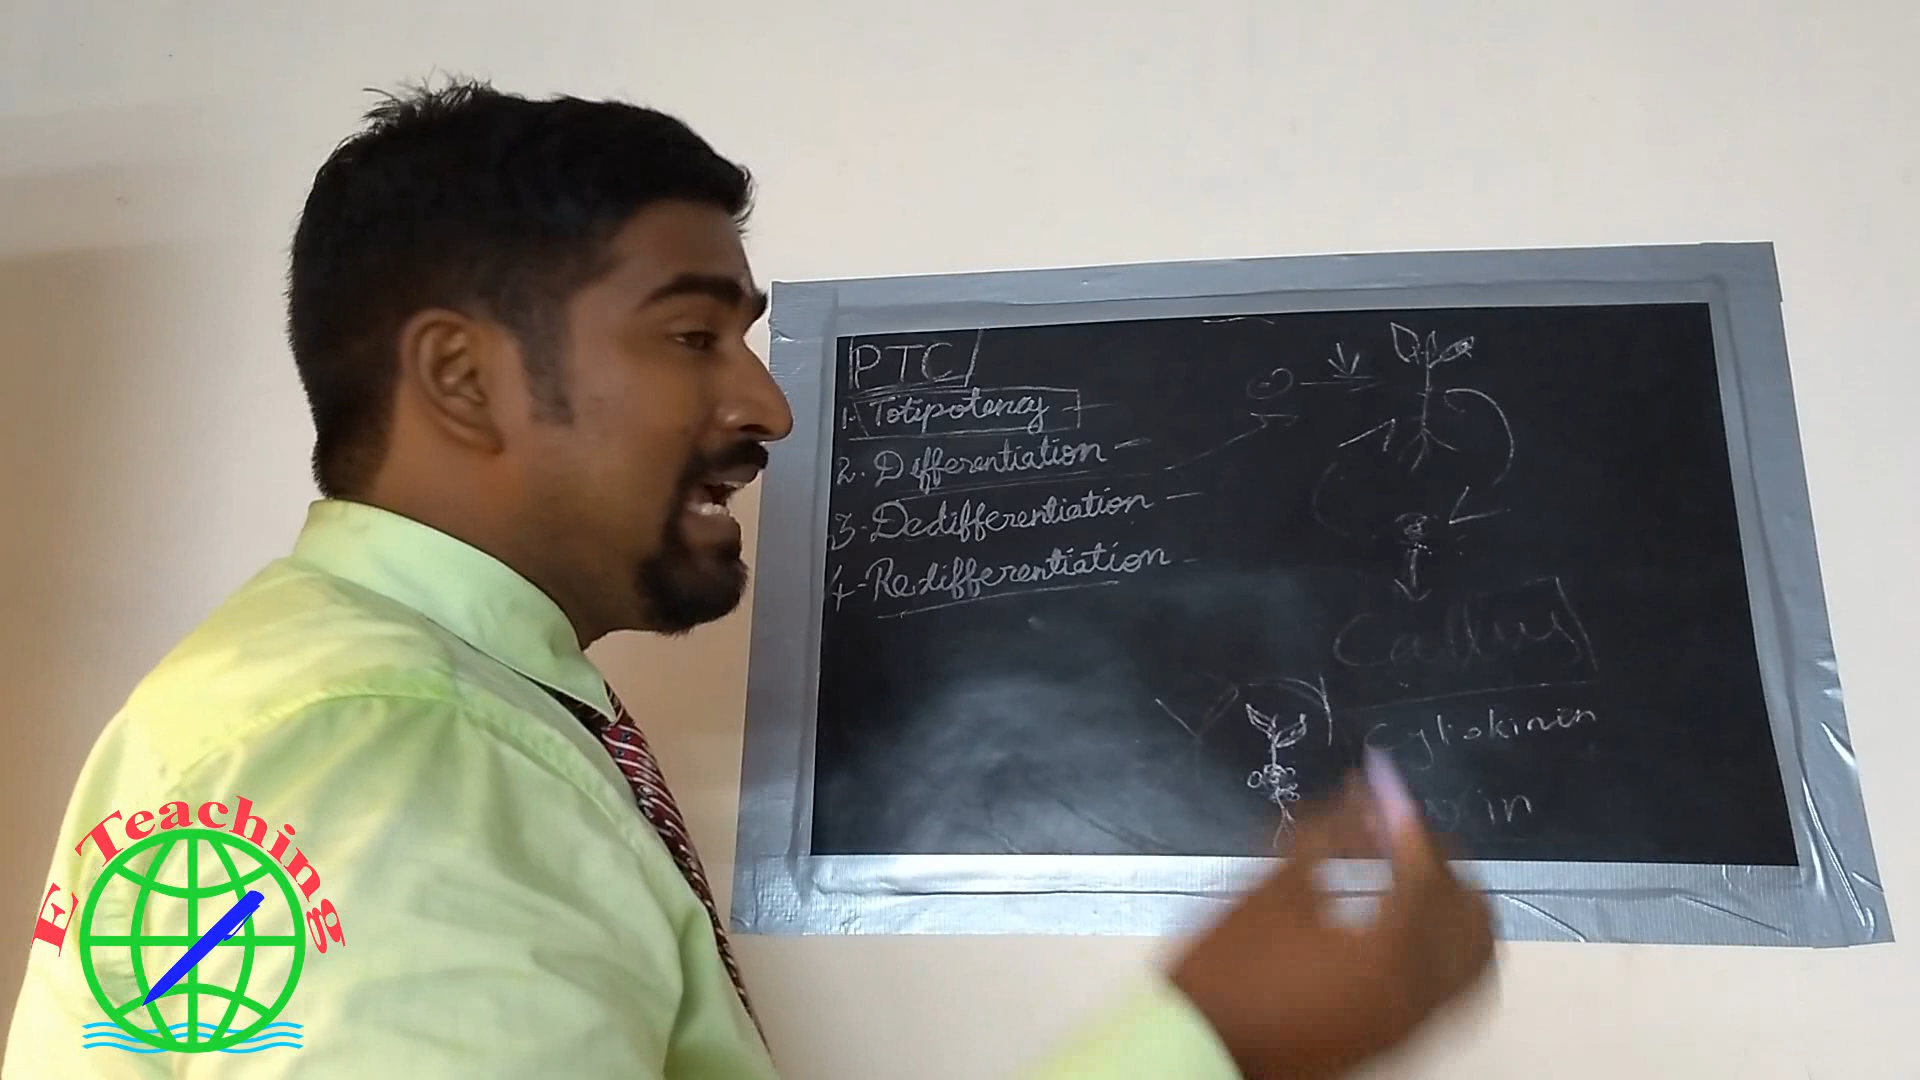 PTC
1. Totipotency -
2. Differentiation -
3. Dedifferentiation -
4. Redifferentiation -
Callus
Cytokinin
E Teaching